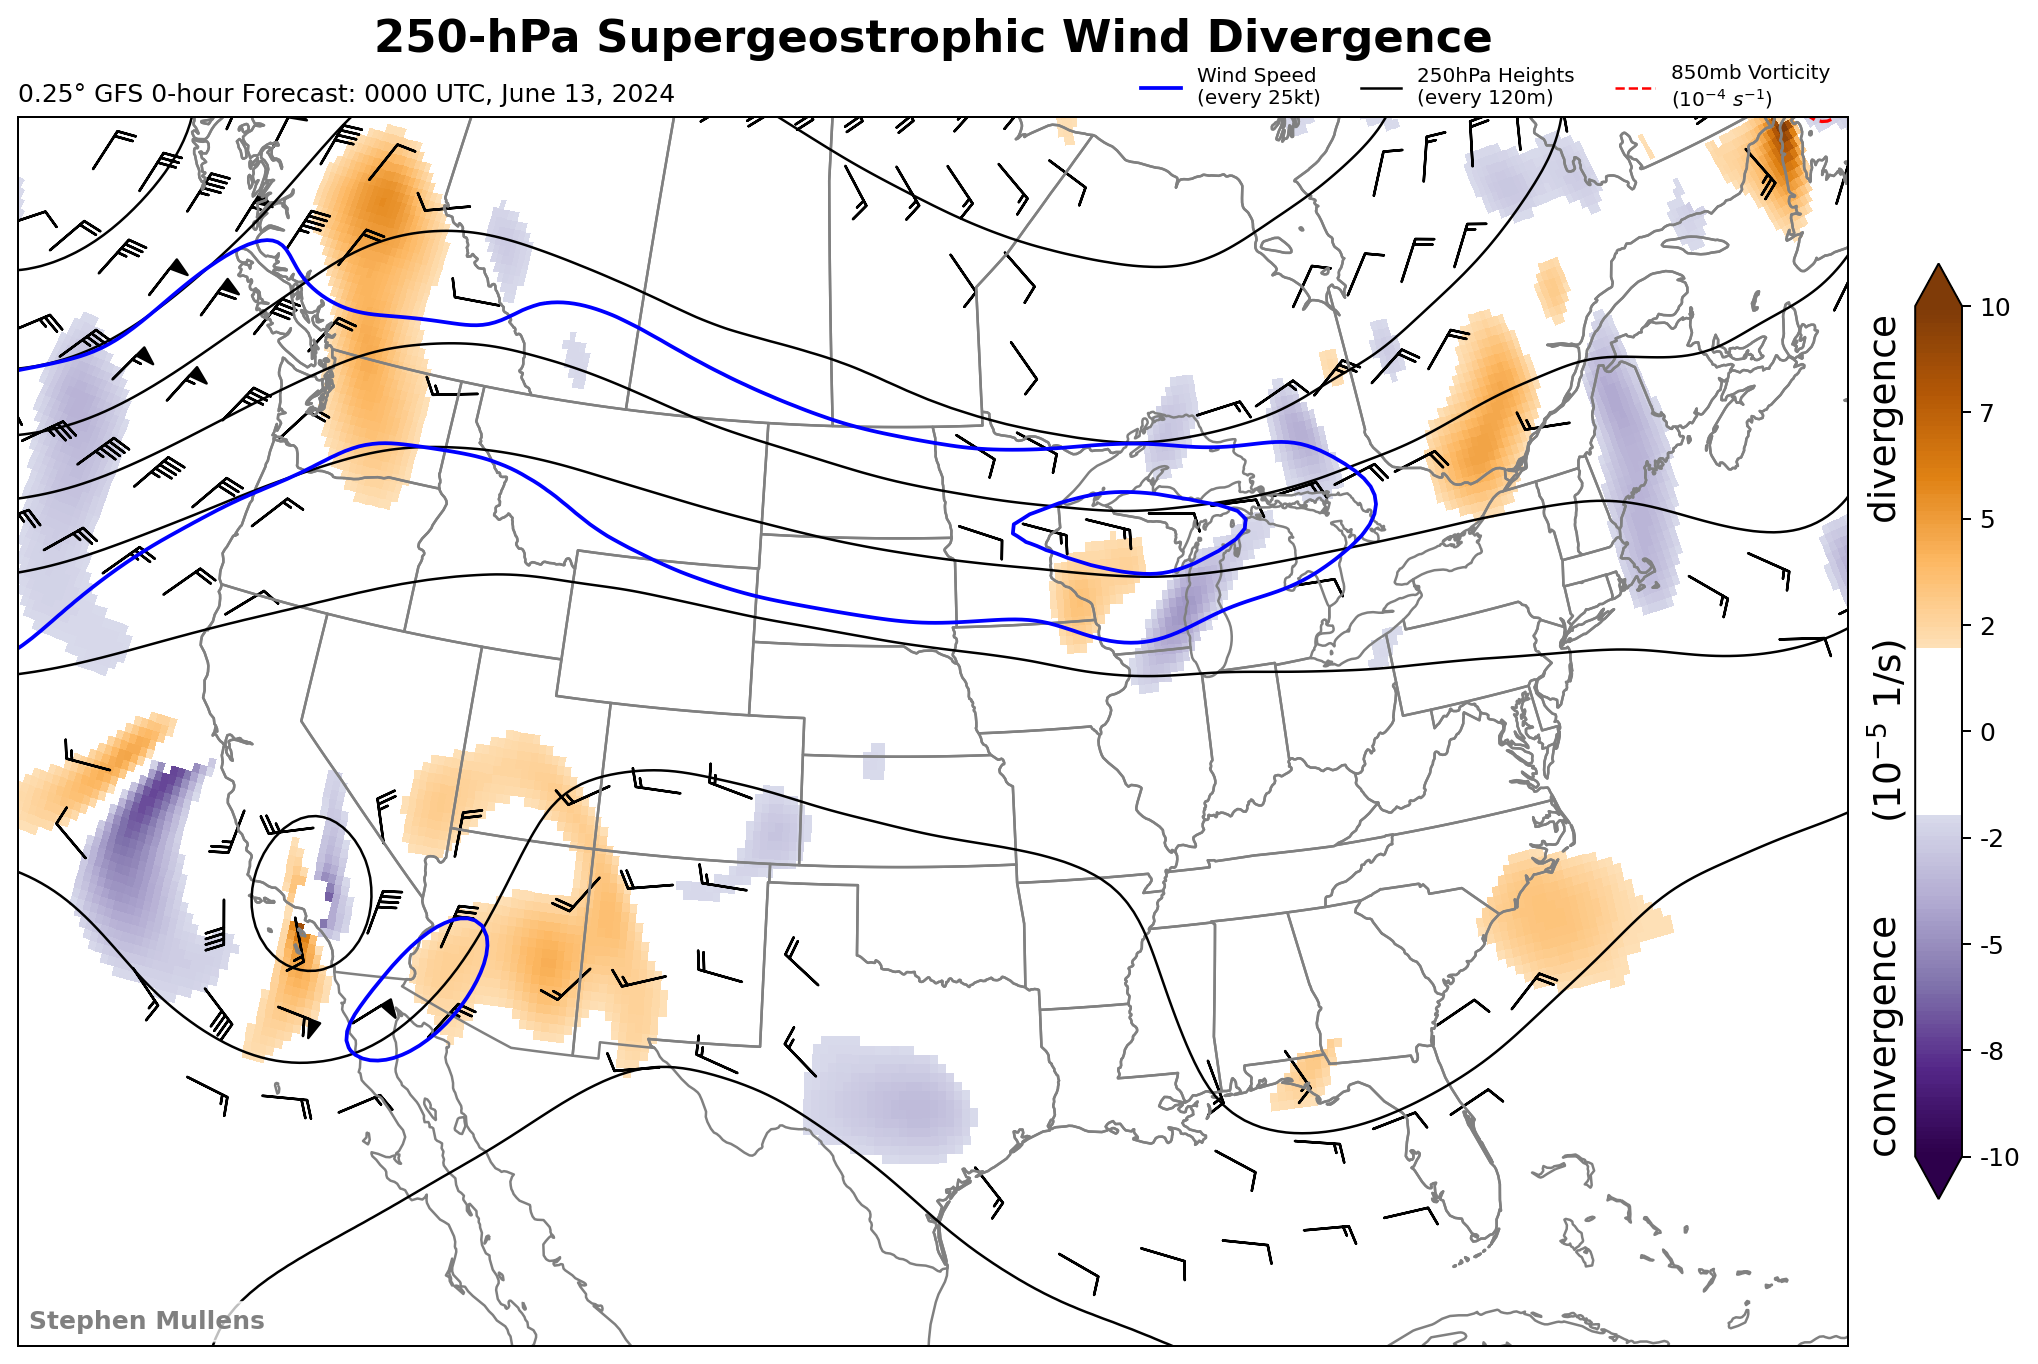 250-hPa Supergeostrophic Wind Divergence
0.25° GFS 0-hour Forecast: 0000 UTC, June 13, 2024
Wind Speed
(every 25kt)
250hPa Heights
(every 120m)
850mb Vorticity
(10⁻⁴ s⁻¹)
10
7
5
2
0
-2
-5
-8
-10
convergence (10⁻⁵ 1/s) divergence
Stephen Mullens